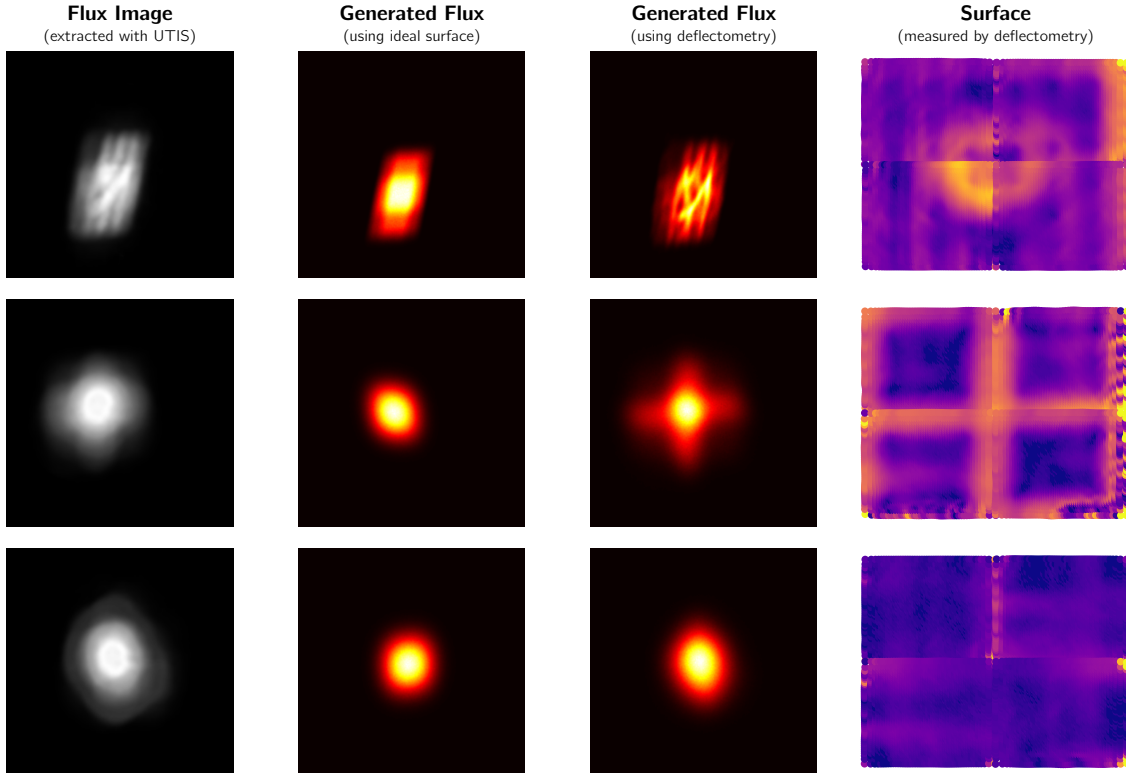 Flux Image
(extracted with UTIS)
Generated Flux
(using ideal surface)
Generated Flux
(using deflectometry)
Surface
(measured by deflectometry)